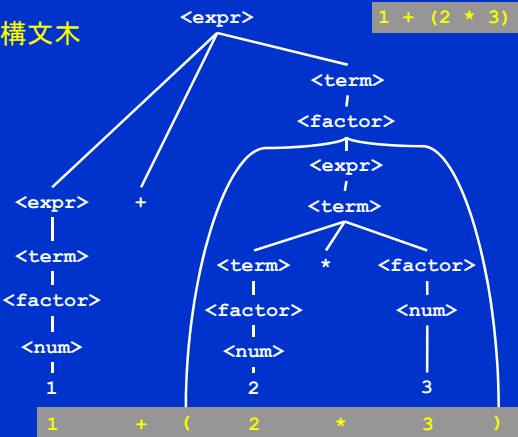 <expr>
1 + (2 * 3)
構文木
<term>
<factor>
<expr>
<expr> + <term>
<term> <term> * <factor>
<factor> <factor> <num>
<num> <num>
1 2 3
1 + ( 2 * 3 )